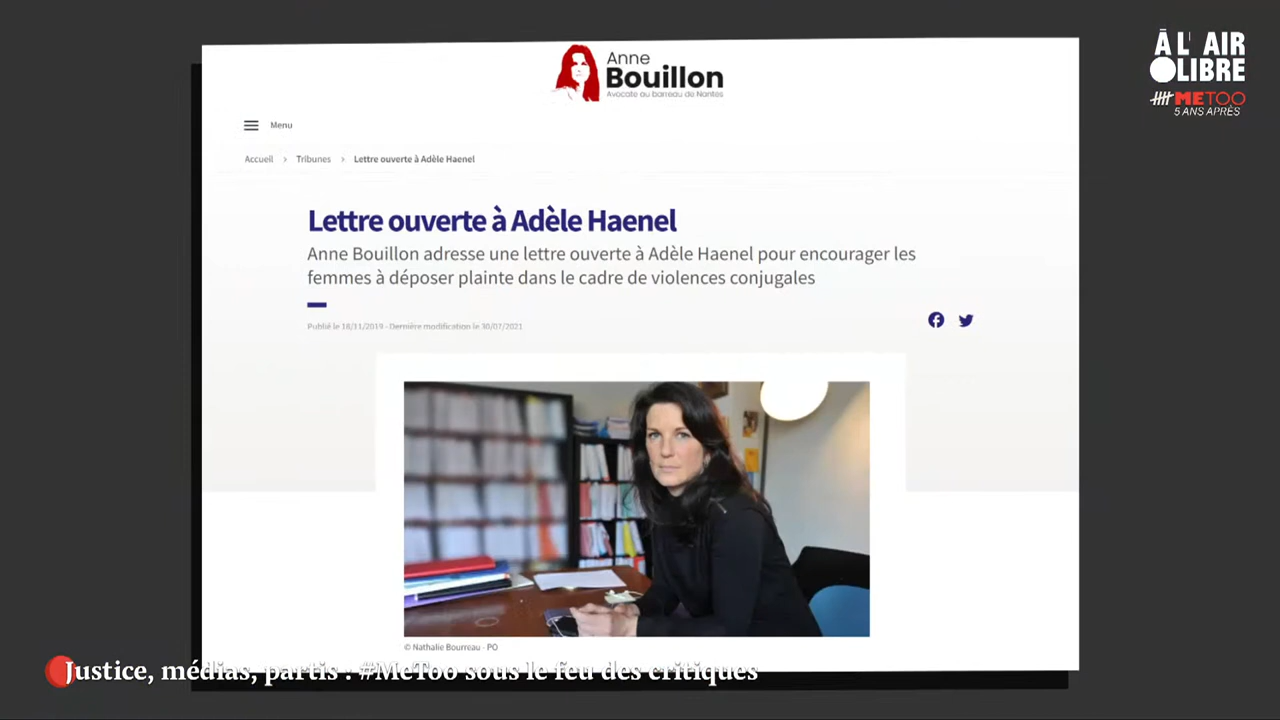 Anne
Bouillon
Avocate au barreau de Nantes
À L' AIR
LIBRE
#METOO
5 ANS APRÈS
Menu
Accueil > Tribunes > Lettre ouverte à Adèle Haenel
Lettre ouverte à Adèle Haenel
Anne Bouillon adresse une lettre ouverte à Adèle Haenel pour encourager les
femmes à déposer plainte dans le cadre de violences conjugales
Publié le 18/11/2019 - Dernière modification le 30/07/2021
© Nathalie Bourreau - PO
Justice, médias, partis : #MeToo sous le feu des critiques